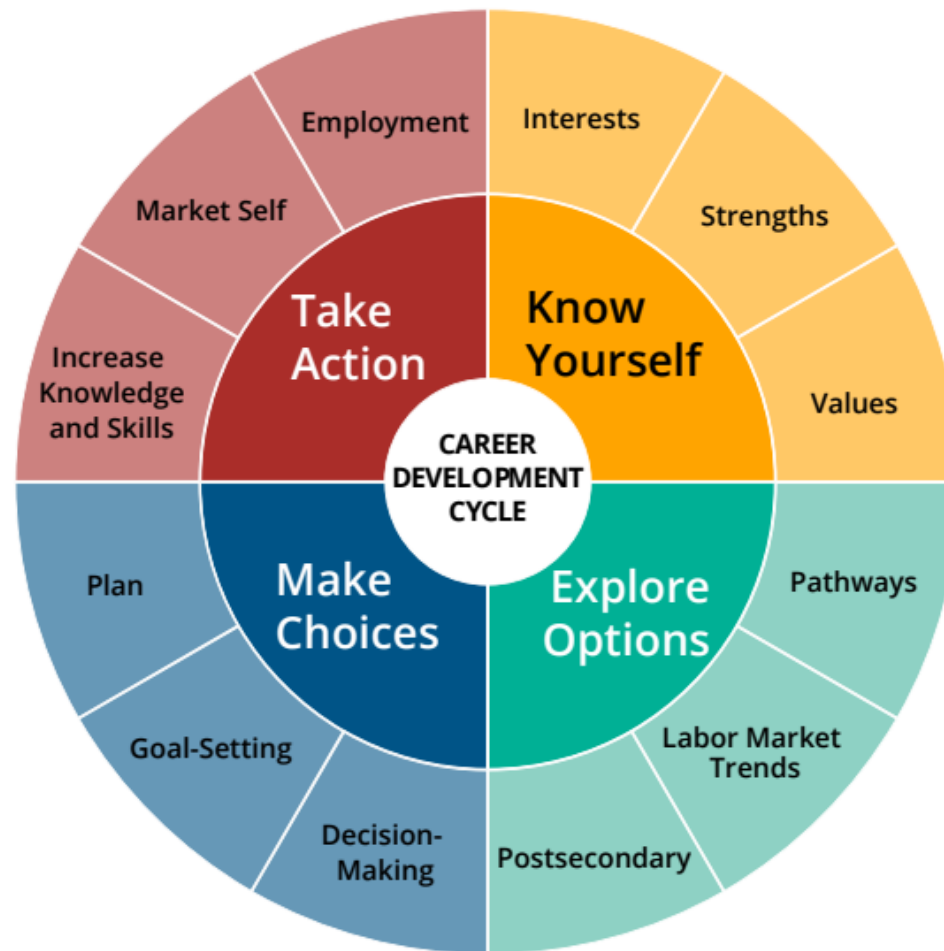 CAREER
DEVELOPMENT
CYCLE
Know
Yourself
Interests
Strengths
Values
Explore
Options
Pathways
Labor Market
Trends
Postsecondary
Make
Choices
Decision-
Making
Goal-Setting
Plan
Take
Action
Increase
Knowledge
and Skills
Market Self
Employment